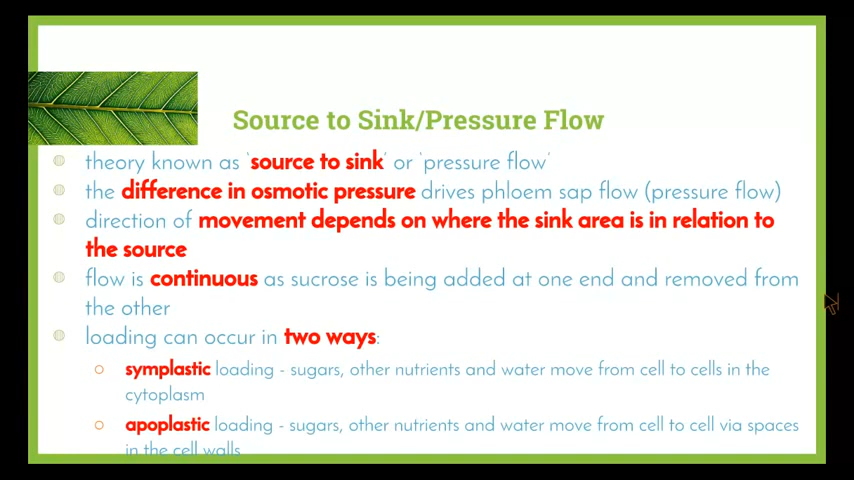 Source to Sink/Pressure Flow
theory known as 'source to sink' or 'pressure flow'
the difference in osmotic pressure drives phloem sap flow (pressure flow)
direction of movement depends on where the sink area is in relation to
the source
flow is continuous as sucrose is being added at one end and removed from
the other
loading can occur in two ways:
symplastic loading - sugars, other nutrients and water move from cell to cells in the
cytoplasm
apoplastic loading - sugars, other nutrients and water move from cell to cell via spaces
in the cell walls